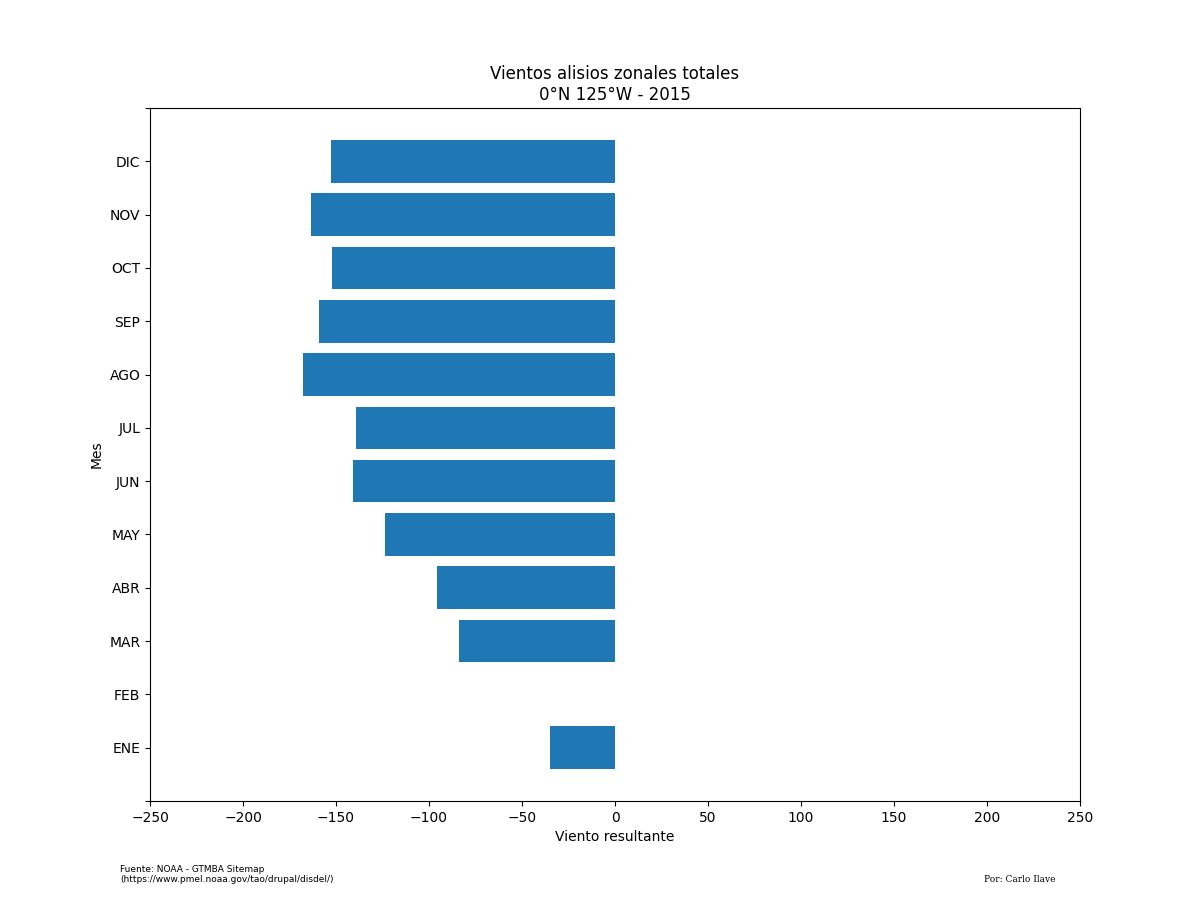 Vientos alisios zonales totales
0°N 125°W - 2015
DIC
NOV
OCT
SEP
AGO
JUL
JUN
MAY
ABR
MAR
FEB
ENE
Mes
−250 −200 −150 −100 −50 0 50 100 150 200 250
Viento resultante
Fuente: NOAA - GTMBA Sitemap
(https://www.pmel.noaa.gov/tao/drupal/disdel/)
Por: Carlo Ilave